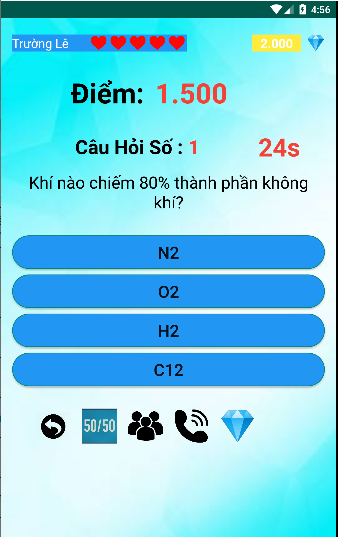 4:56
Trường Lê
2.000
Điểm: 1.500
Câu Hỏi Số : 1
24s
Khí nào chiếm 80% thành phần không
khí?
N2
O2
H2
C12
50/50